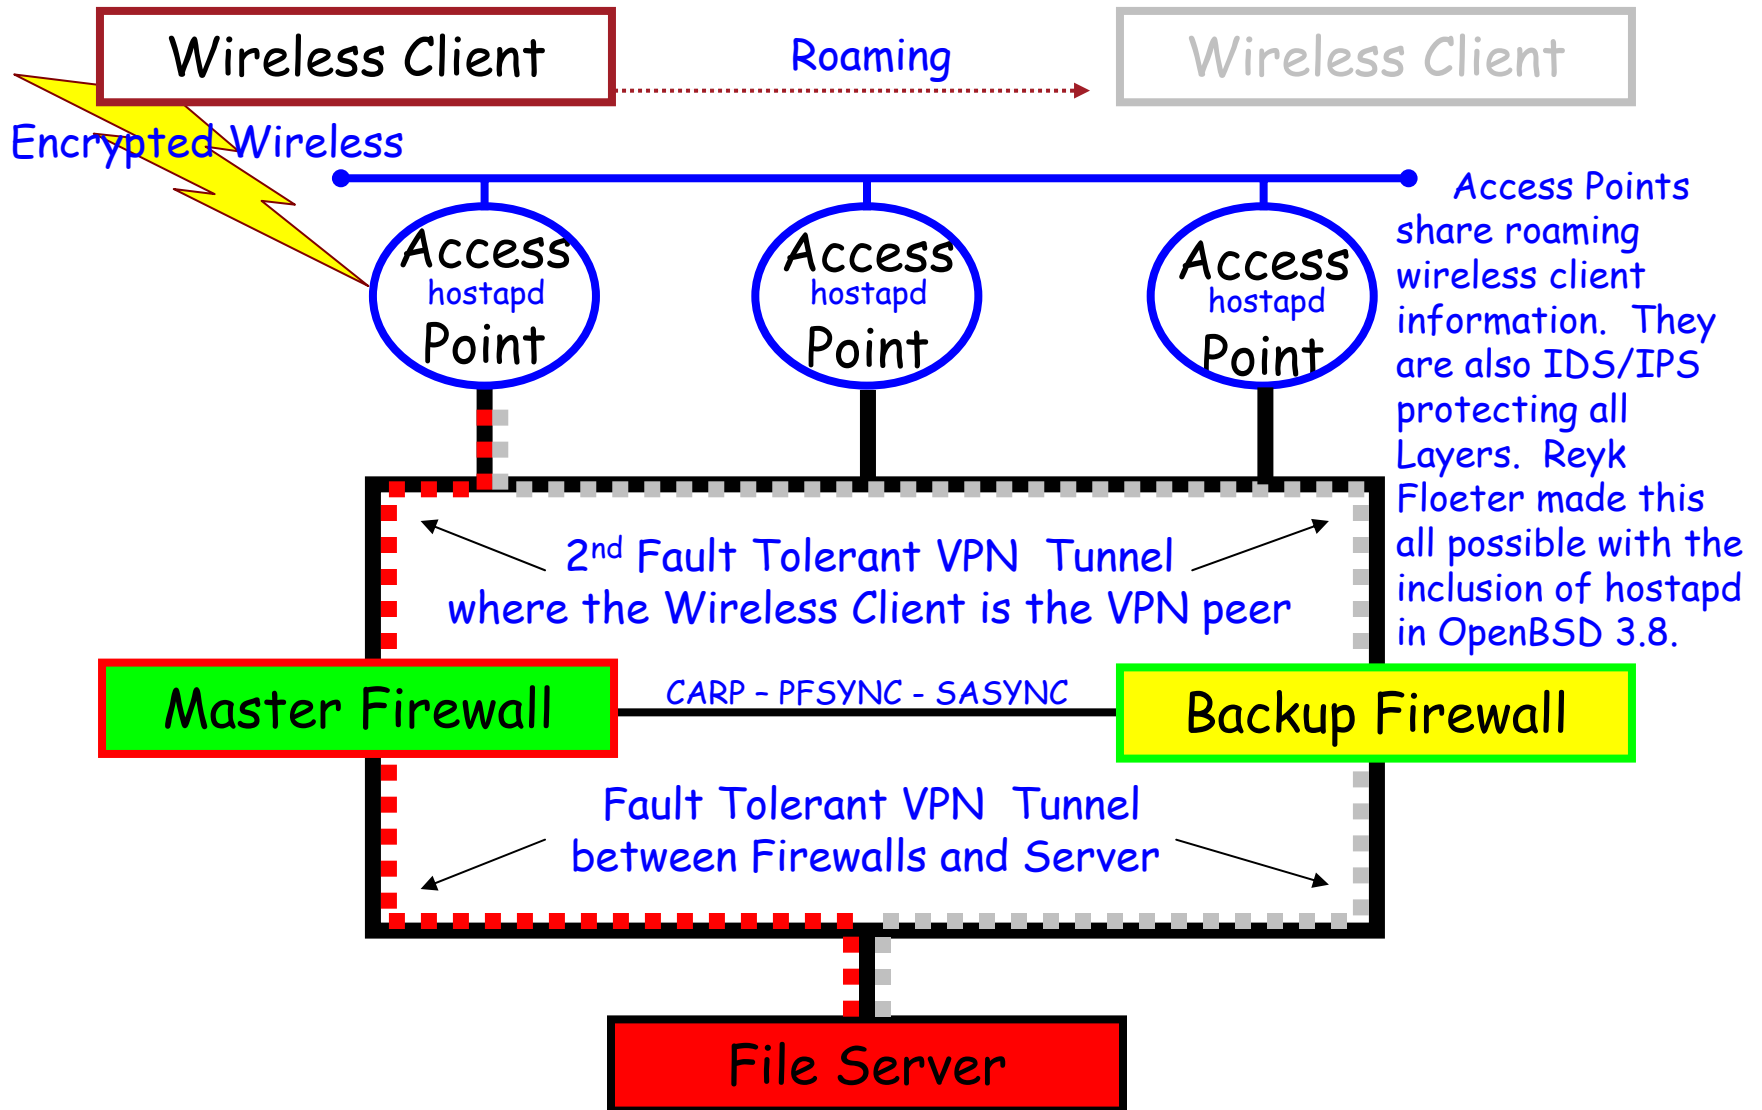 Wireless Client
Roaming
Wireless Client
Encrypted Wireless
Access
hostapd
Point
Access
hostapd
Point
Access
hostapd
Point
Access Points
share roaming
wireless client
information. They
are also IDS/IPS
protecting all
Layers. Reyk
Floeter made this
all possible with the
inclusion of hostapd
in OpenBSD 3.8.
2nd Fault Tolerant VPN Tunnel
where the Wireless Client is the VPN peer
Master Firewall
CARP – PFSYNC - SASYNC
Backup Firewall
Fault Tolerant VPN Tunnel
between Firewalls and Server
File Server